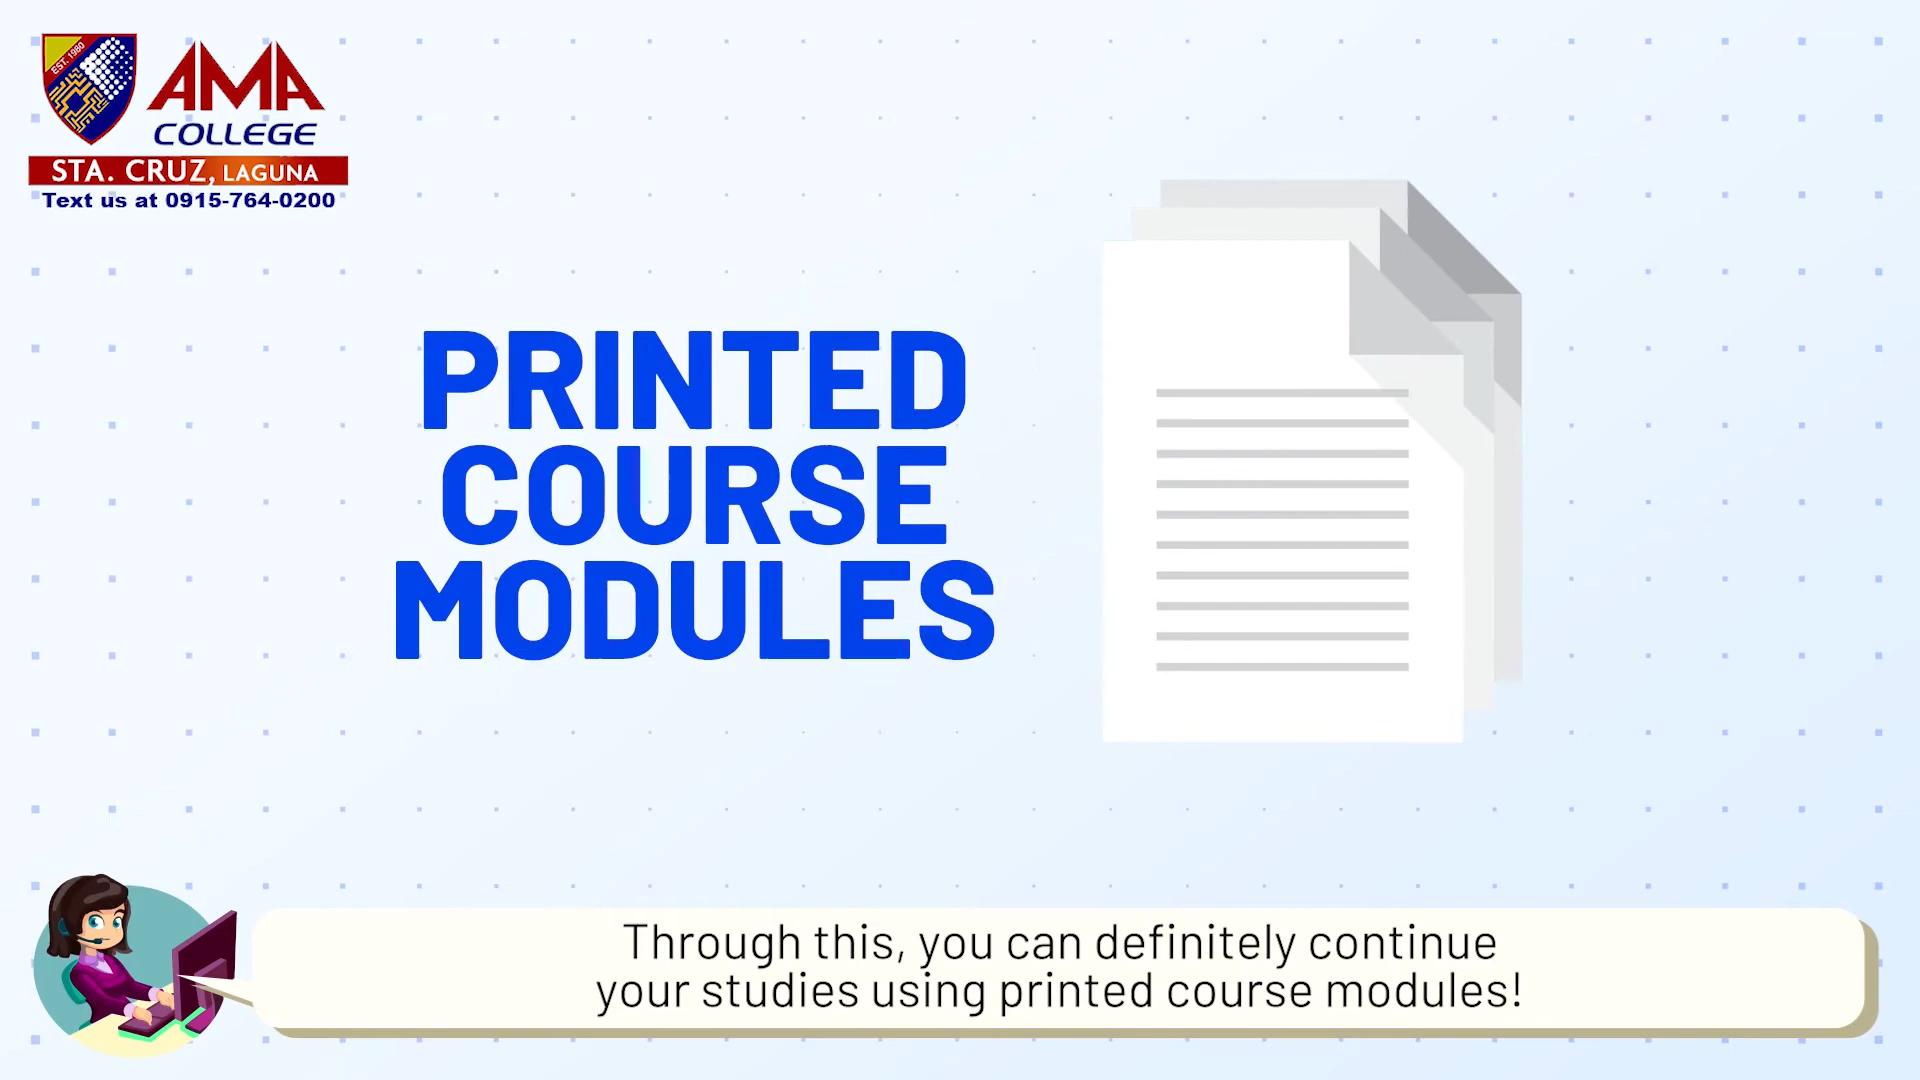 EST. 1980
AMA
COLLEGE
STA. CRUZ, LAGUNA
Text us at 0915-764-0200
PRINTED
COURSE
MODULES
Through this, you can definitely continue
your studies using printed course modules!